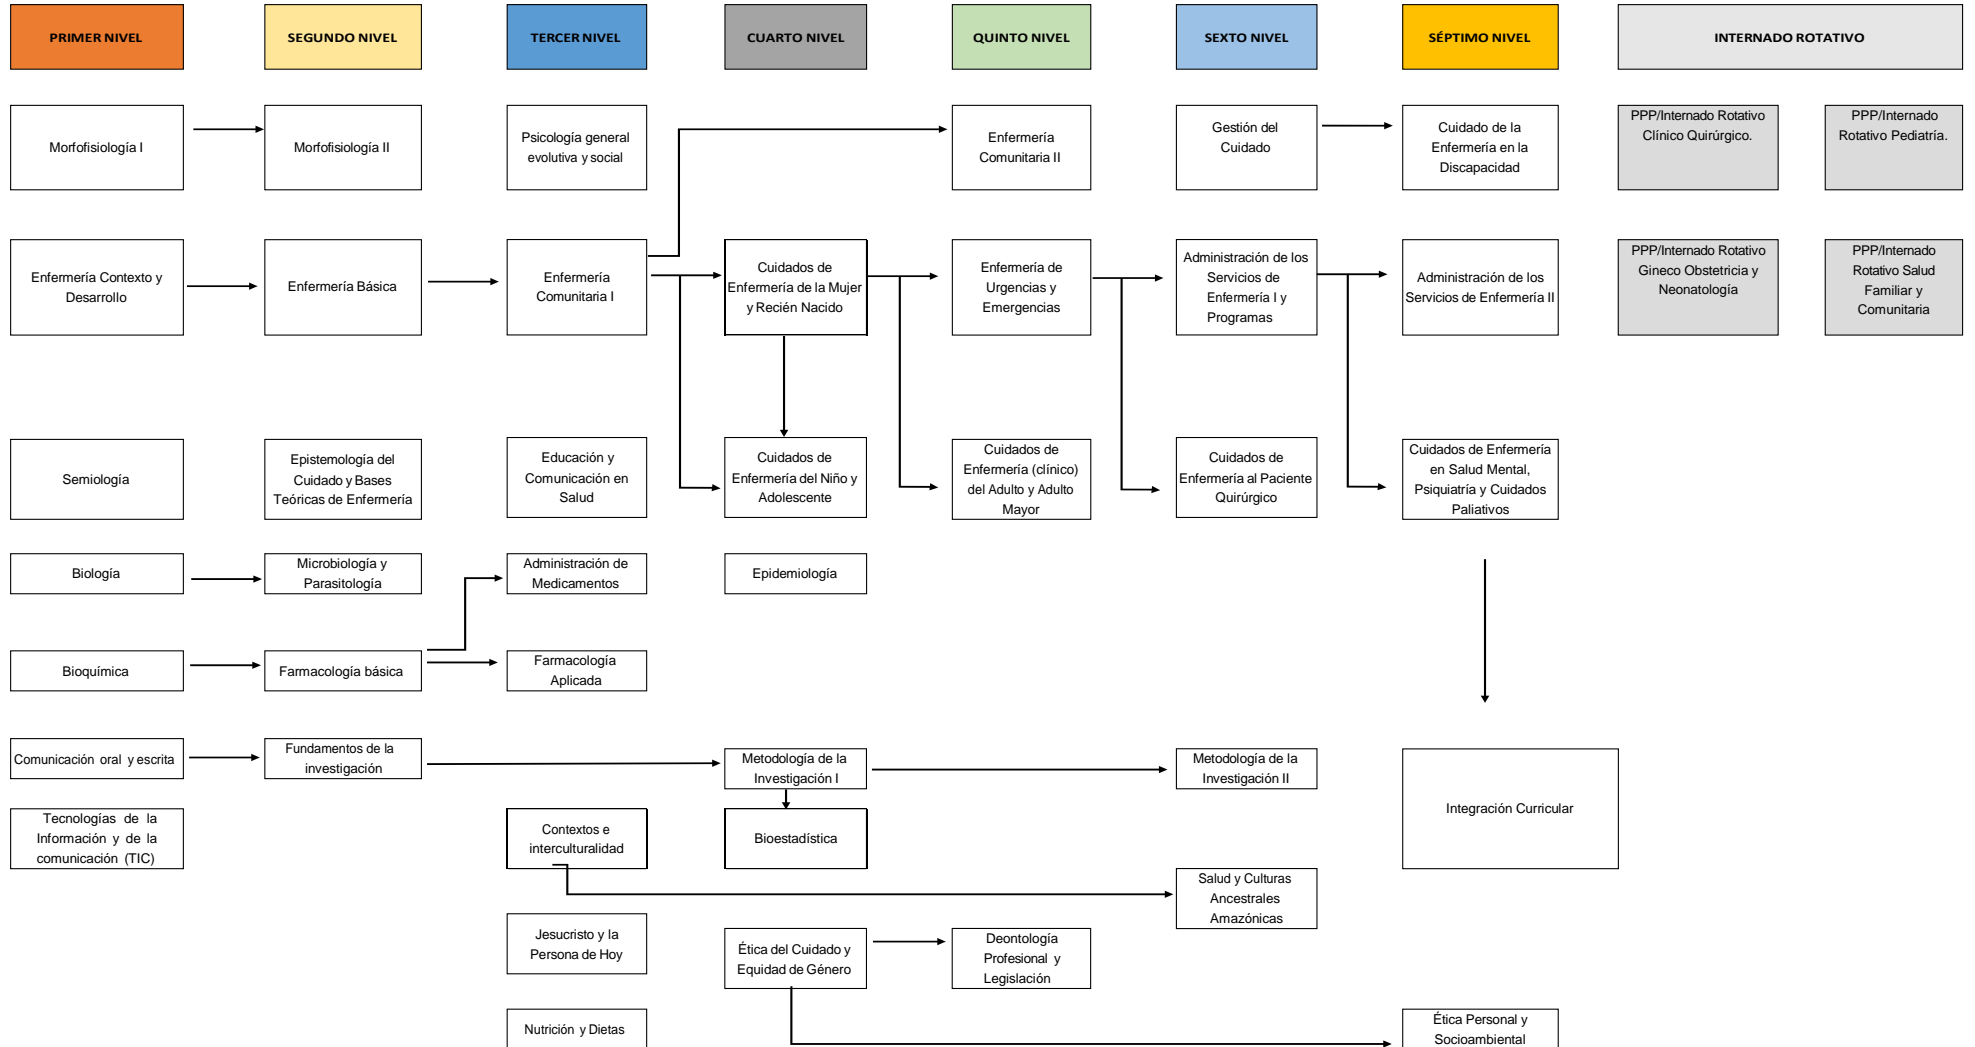 PRIMER NIVEL
SEGUNDO NIVEL
TERCER NIVEL
CUARTO NIVEL
QUINTO NIVEL
SEXTO NIVEL
SÉPTIMO NIVEL
INTERNADO ROTATIVO
Morfofisiología I
Morfofisiología II
Psicología general
evolutiva y social
Enfermería
Comunitaria II
Gestión del
Cuidado
Cuidado de la
Enfermería en la
Discapacidad
PPP/Internado Rotativo
Clínico Quirúrgico.
PPP/Internado
Rotativo Pediatría.
Enfermería Contexto y
Desarrollo
Enfermería Básica
Enfermería
Comunitaria I
Cuidados de
Enfermería de la Mujer
y Recién Nacido
Enfermería de
Urgencias y
Emergencias
Administración de los
Servicios de
Enfermería I y
Programas
Administración de los
Servicios de Enfermería II
PPP/Internado Rotativo
Gineco Obstetricia y
Neonatología
PPP/Internado
Rotativo Salud
Familiar y
Comunitaria
Semiología
Epistemología del
Cuidado y Bases
Teóricas de Enfermería
Educación y
Comunicación en
Salud
Cuidados de
Enfermería del Niño y
Adolescente
Cuidados de
Enfermería (clínico)
del Adulto y Adulto
Mayor
Cuidados de
Enfermería al Paciente
Quirúrgico
Cuidados de Enfermería
en Salud Mental,
Psiquiatría y Cuidados
Paliativos
Biología
Microbiología y
Parasitología
Administración de
Medicamentos
Epidemiología
Bioquímica
Farmacología básica
Farmacología
Aplicada
Comunicación oral y escrita
Fundamentos de la
investigación
Metodología de la
Investigación I
Metodología de la
Investigación II
Integración Curricular
Tecnologías de la
Información y de la
comunicación (TIC)
Contextos e
interculturalidad
Bioestadística
Salud y Culturas
Ancestrales
Amazónicas
Jesucristo y la
Persona de Hoy
Ética del Cuidado y
Equidad de Género
Deontología
Profesional y
Legislación
Nutrición y Dietas
Ética Personal y
Socioambiental